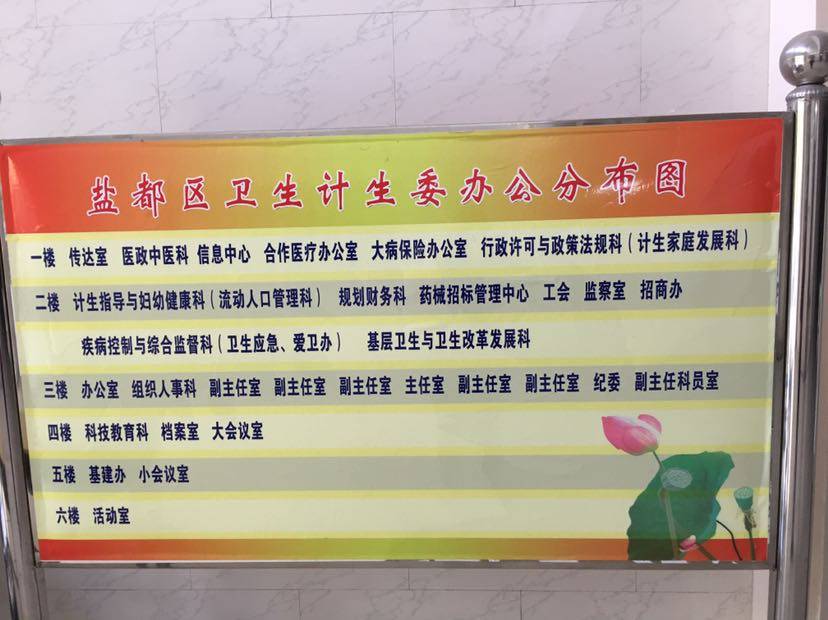 盐都区卫生计生委办公分布图
一楼 传达室 医政中医科 信息中心 合作医疗办公室 大病保险办公室 行政许可与政策法规科(计生家庭发展科)
二楼 计生指导与妇幼健康科(流动人口管理科) 规划财务科 药械招标管理中心 工会 监察室 招商办
疾病控制与综合监督科(卫生应急、爱卫办) 基层卫生与卫生改革发展科
三楼 办公室 组织人事科 副主任室 副主任室 副主任室 主任室 副主任室 副主任室 纪委 副主任科员室
四楼 科技教育科 档案室 大会议室
五楼 基建办 小会议室
六楼 活动室